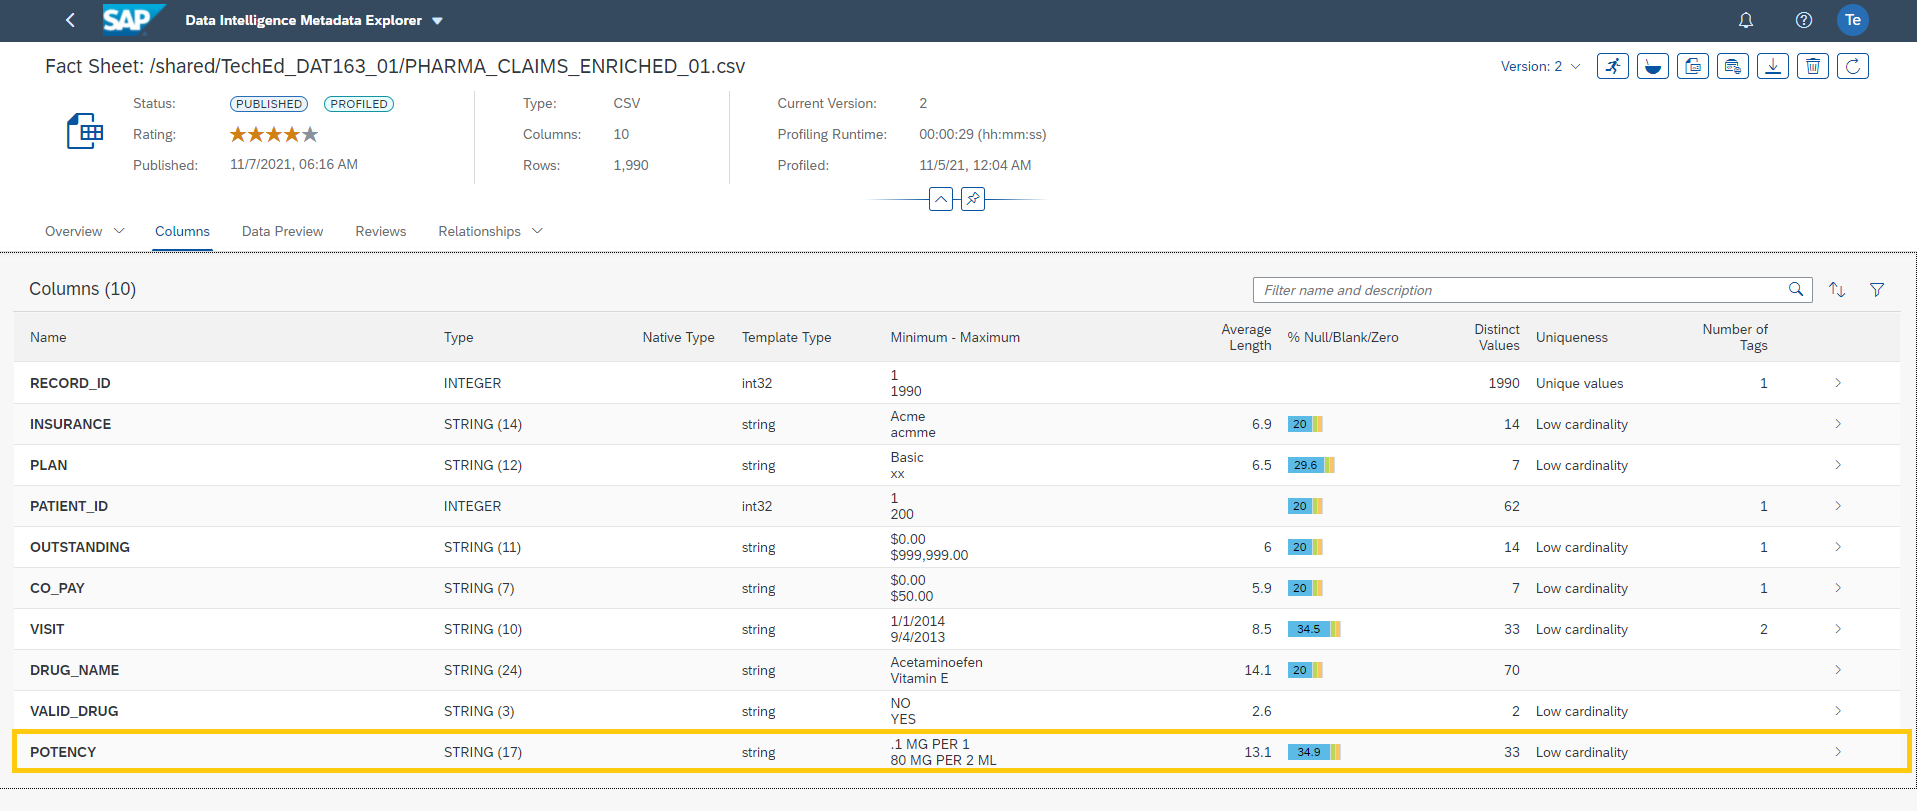 SAP
Data Intelligence Metadata Explorer
Te
Fact Sheet: /shared/TechEd_DAT163_01/PHARMA_CLAIMS_ENRICHED_01.csv
Version: 2
Status: PUBLISHED PROFILED
Type: CSV
Current Version: 2
Rating:
Columns: 10
Profiling Runtime: 00:00:29 (hh:mm:ss)
Published: 11/7/2021, 06:16 AM
Rows: 1,990
Profiled: 11/5/21, 12:04 AM
Overview Columns Data Preview Reviews Relationships
Columns (10)
Filter name and description
Name Type Native Type Template Type Minimum - Maximum Average Length % Null/Blank/Zero Distinct Values Uniqueness Number of Tags
RECORD_ID INTEGER int32 1 1990 1990 Unique values 1
INSURANCE STRING (14) string Acme acmme 6.9 20 14 Low cardinality
PLAN STRING (12) string Basic xx 6.5 29.6 7 Low cardinality
PATIENT_ID INTEGER int32 1 200 20 62 1
OUTSTANDING STRING (11) string $0.00 $999,999.00 6 20 14 Low cardinality 1
CO_PAY STRING (7) string $0.00 $50.00 5.9 20 7 Low cardinality 1
VISIT STRING (10) string 1/1/2014 9/4/2013 8.5 34.5 33 Low cardinality 2
DRUG_NAME STRING (24) string Acetaminoefen Vitamin E 14.1 20 70
VALID_DRUG STRING (3) string NO YES 2.6 2 Low cardinality
POTENCY STRING (17) string .1 MG PER 1 80 MG PER 2 ML 13.1 34.9 33 Low cardinality